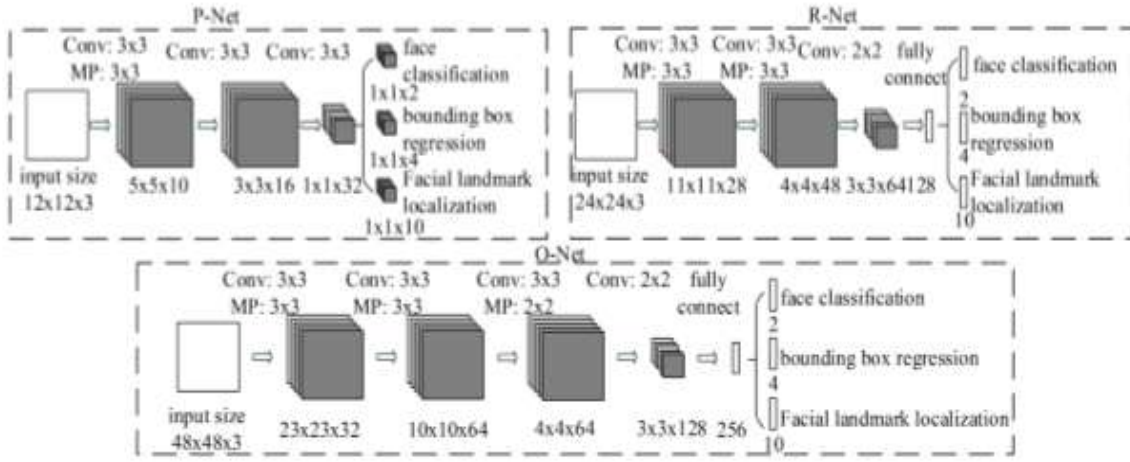 P-Net
Conv: 3x3 Conv: 3x3 Conv: 3x3
MP: 3x3
face
classification
1x1x2
bounding box
regression
1x1x4
Facial landmark
localization
1x1x10
input size
12x12x3
5x5x10
3x3x16
1x1x32
R-Net
Conv: 3x3 Conv: 3x3 Conv: 2x2 fully
MP: 3x3 MP: 3x3 connect
face classification
2
bounding box
regression
4
Facial landmark
localization
10
input size
24x24x3
11x11x28
4x4x48
3x3x64
128
O-Net
Conv: 3x3 Conv: 3x3 Conv: 3x3 Conv: 2x2 fully
MP: 3x3 MP: 3x3 MP: 2x2 connect
face classification
2
bounding box regression
4
Facial landmark localization
10
input size
48x48x3
23x23x32
10x10x64
4x4x64
3x3x128
256